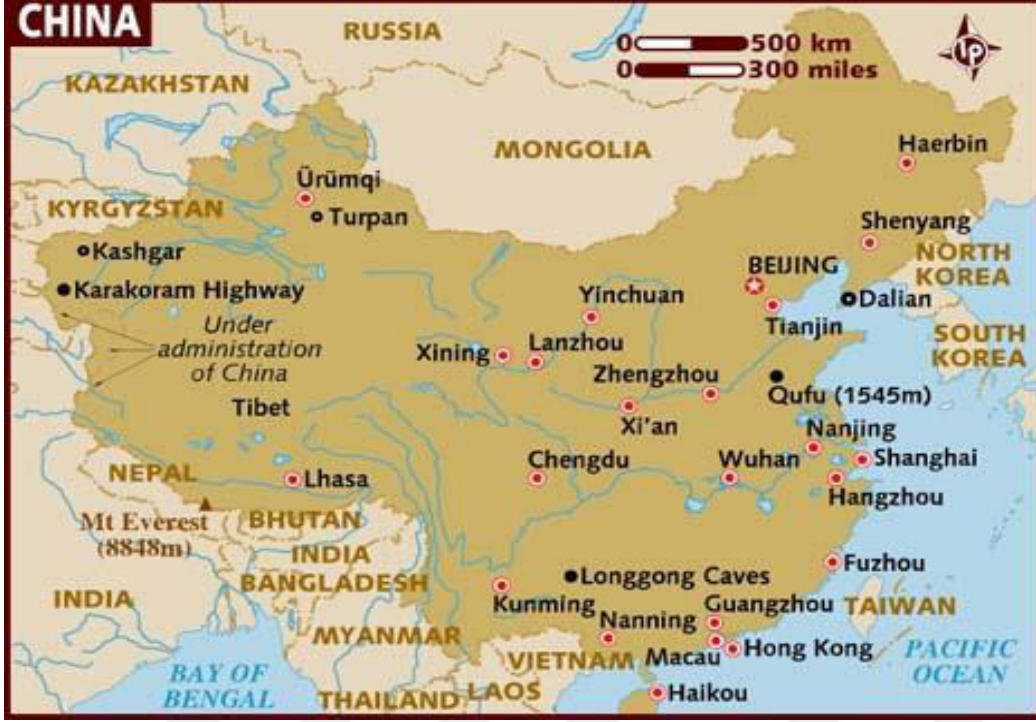 CHINA
RUSSIA
0 500 km
0 300 miles
lp
KAZAKHSTAN
MONGOLIA
Haerbin
Ürümqi
Turpan
KYRGYZSTAN
Shenyang
Kashgar
NORTH
KOREA
BEIJING
Karakoram Highway
Yinchuan
Dalian
Tianjin
Under
administration
of China
SOUTH
KOREA
Xining
Lanzhou
Zhengzhou
Qufu (1545m)
Tibet
Xi'an
Nanjing
Chengdu
Wuhan
Shanghai
NEPAL
Lhasa
Hangzhou
Mt Everest
(8848m)
BHUTAN
INDIA
BANGLADESH
Fuzhou
Longgong Caves
INDIA
Kunming
Guangzhou
TAIWAN
Nanning
MYANMAR
Macau
Hong Kong
PACIFIC
OCEAN
VIETNAM
BAY OF
BENGAL
THAILAND
LAOS
Haikou